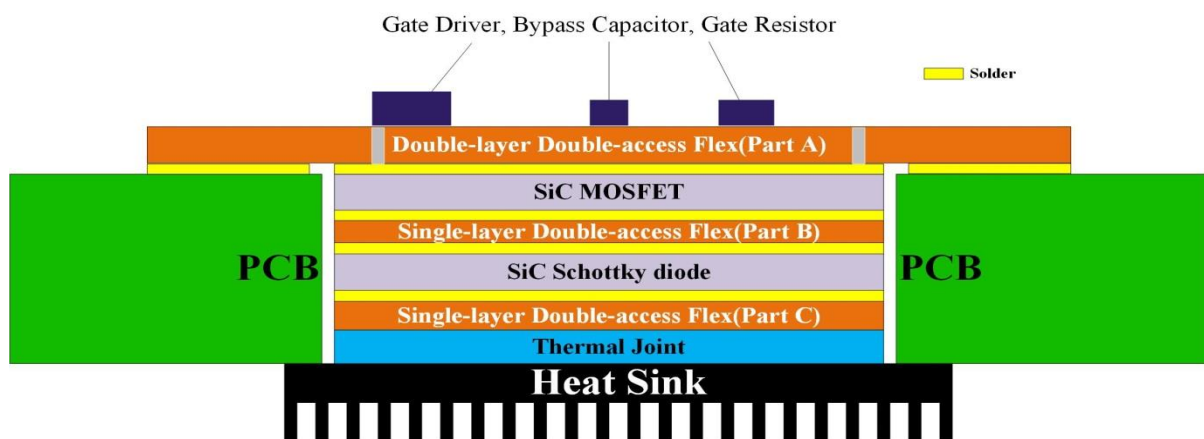 Gate Driver, Bypass Capacitor, Gate Resistor
Solder
Double-layer Double-access Flex(Part A)
SiC MOSFET
Single-layer Double-access Flex(Part B)
PCB
SiC Schottky diode
PCB
Single-layer Double-access Flex(Part C)
Thermal Joint
Heat Sink